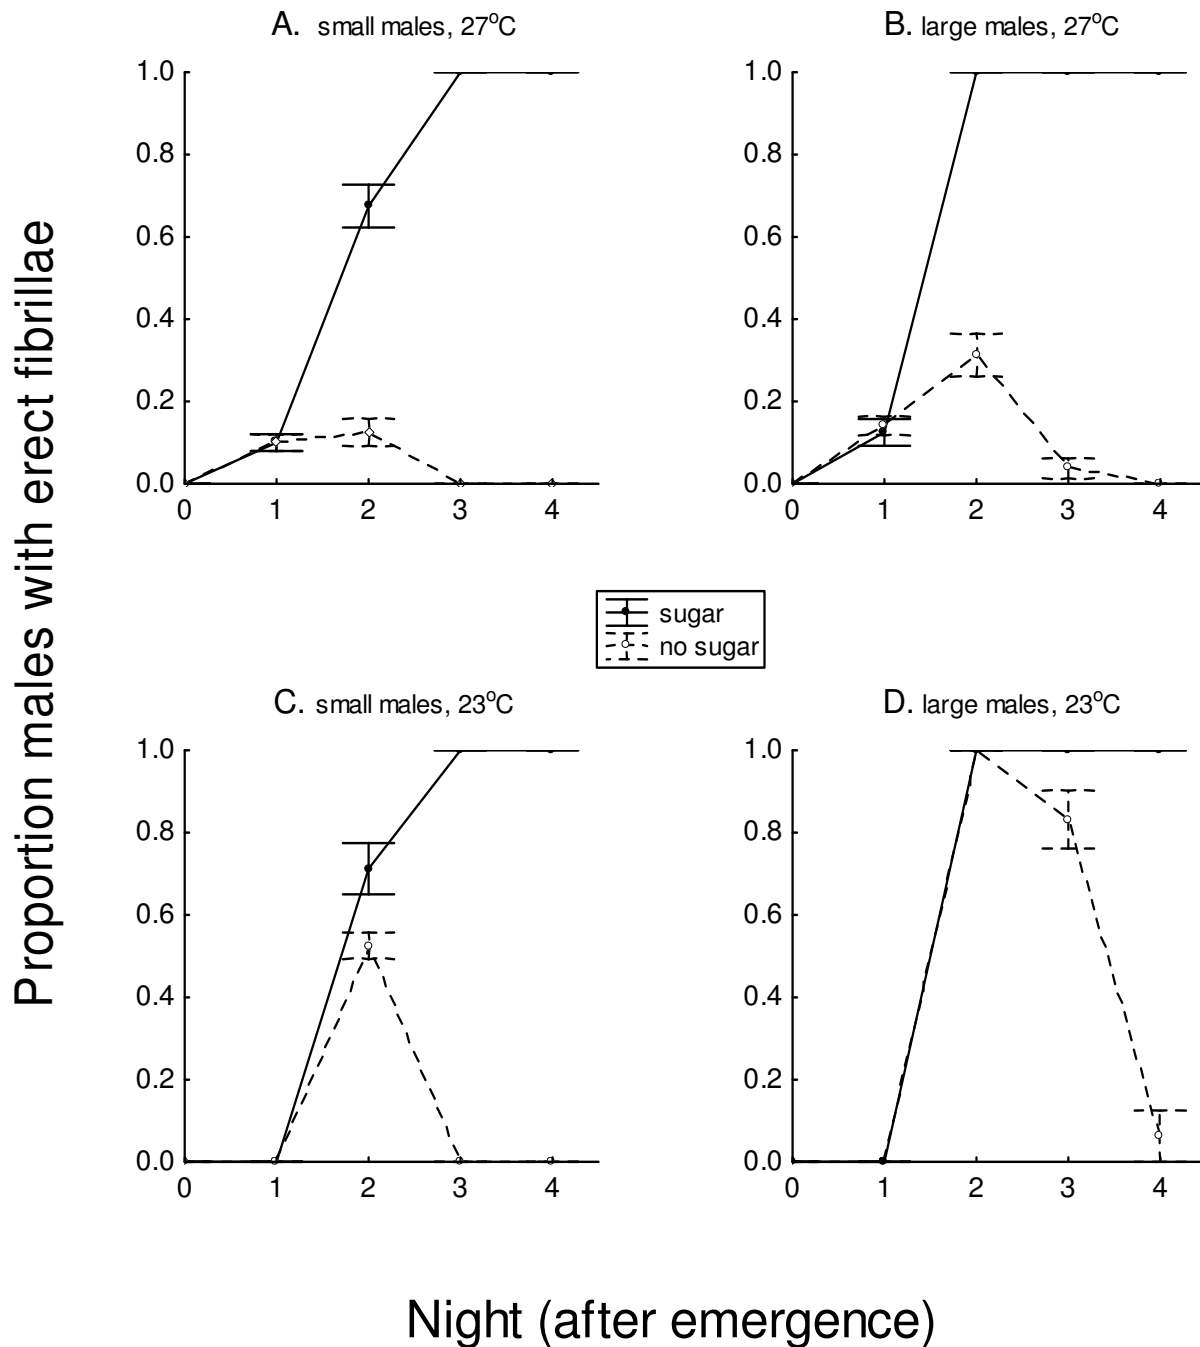 A. small males, 27°C
B. large males, 27°C
Proportion males with erect fibrillae
1.0
0.8
0.6
0.4
0.2
0.0
0 1 2 3 4
1.0
0.8
0.6
0.4
0.2
0.0
0 1 2 3 4
sugar
no sugar
C. small males, 23°C
D. large males, 23°C
1.0
0.8
0.6
0.4
0.2
0.0
0 1 2 3 4
1.0
0.8
0.6
0.4
0.2
0.0
0 1 2 3 4
Night (after emergence)